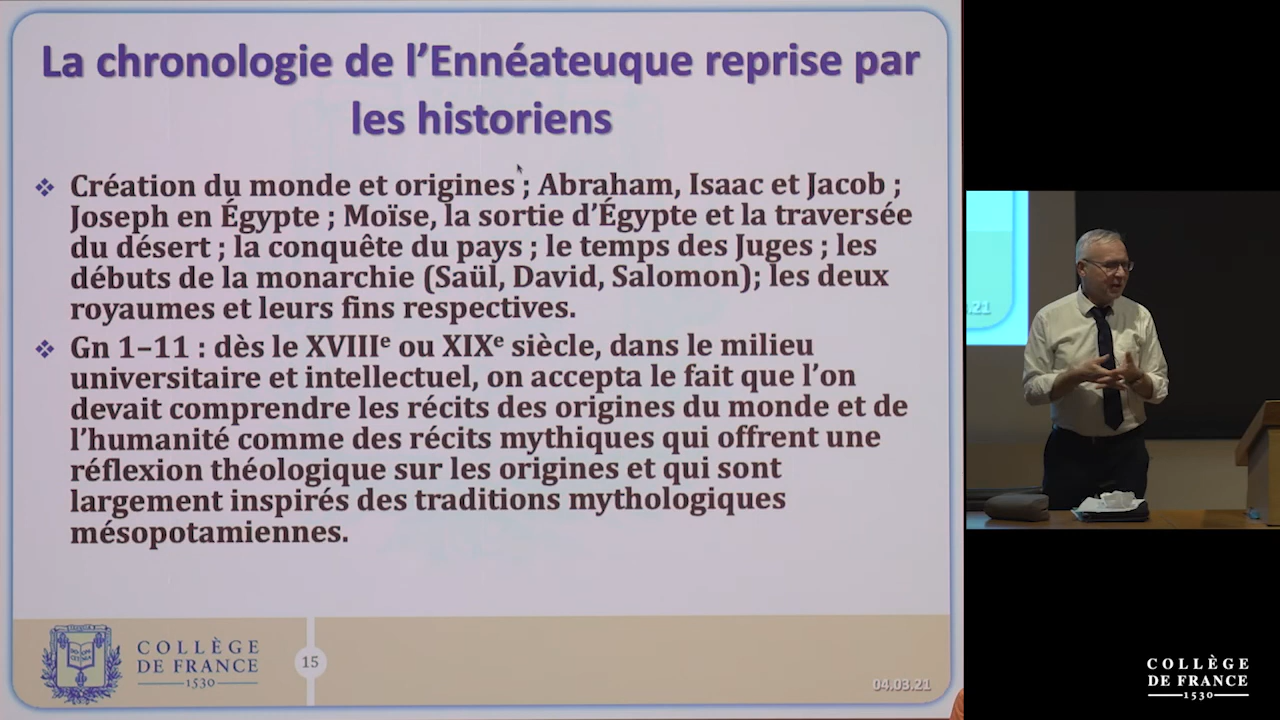 La chronologie de l’Ennéateuque reprise par
les historiens
❖ Création du monde et origines ; Abraham, Isaac et Jacob ;
Joseph en Égypte ; Moïse, la sortie d’Égypte et la traversée
du désert ; la conquête du pays ; le temps des Juges ; les
débuts de la monarchie (Saül, David, Salomon); les deux
royaumes et leurs fins respectives.
❖ Gn 1–11 : dès le XVIIIe ou XIXe siècle, dans le milieu
universitaire et intellectuel, on accepta le fait que l’on
devait comprendre les récits des origines du monde et de
l’humanité comme des récits mythiques qui offrent une
réflexion théologique sur les origines et qui sont
largement inspirés des traditions mythologiques
mésopotamiennes.
COLLÈGE
DE FRANCE
1530
15
04.03.21
.21
COLLÈGE
DE FRANCE
1530